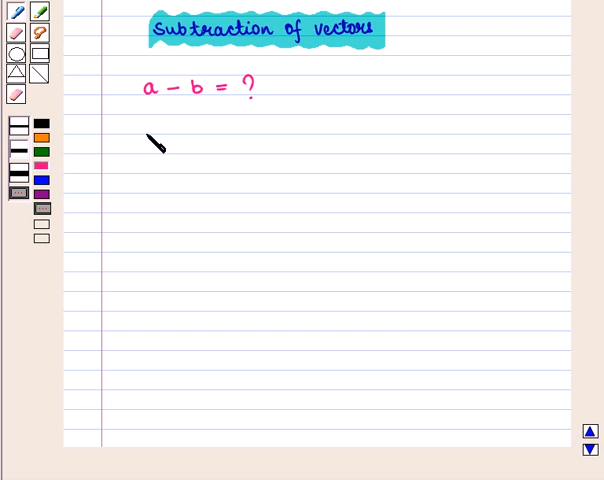 Subtraction of vectors
a - b = ?